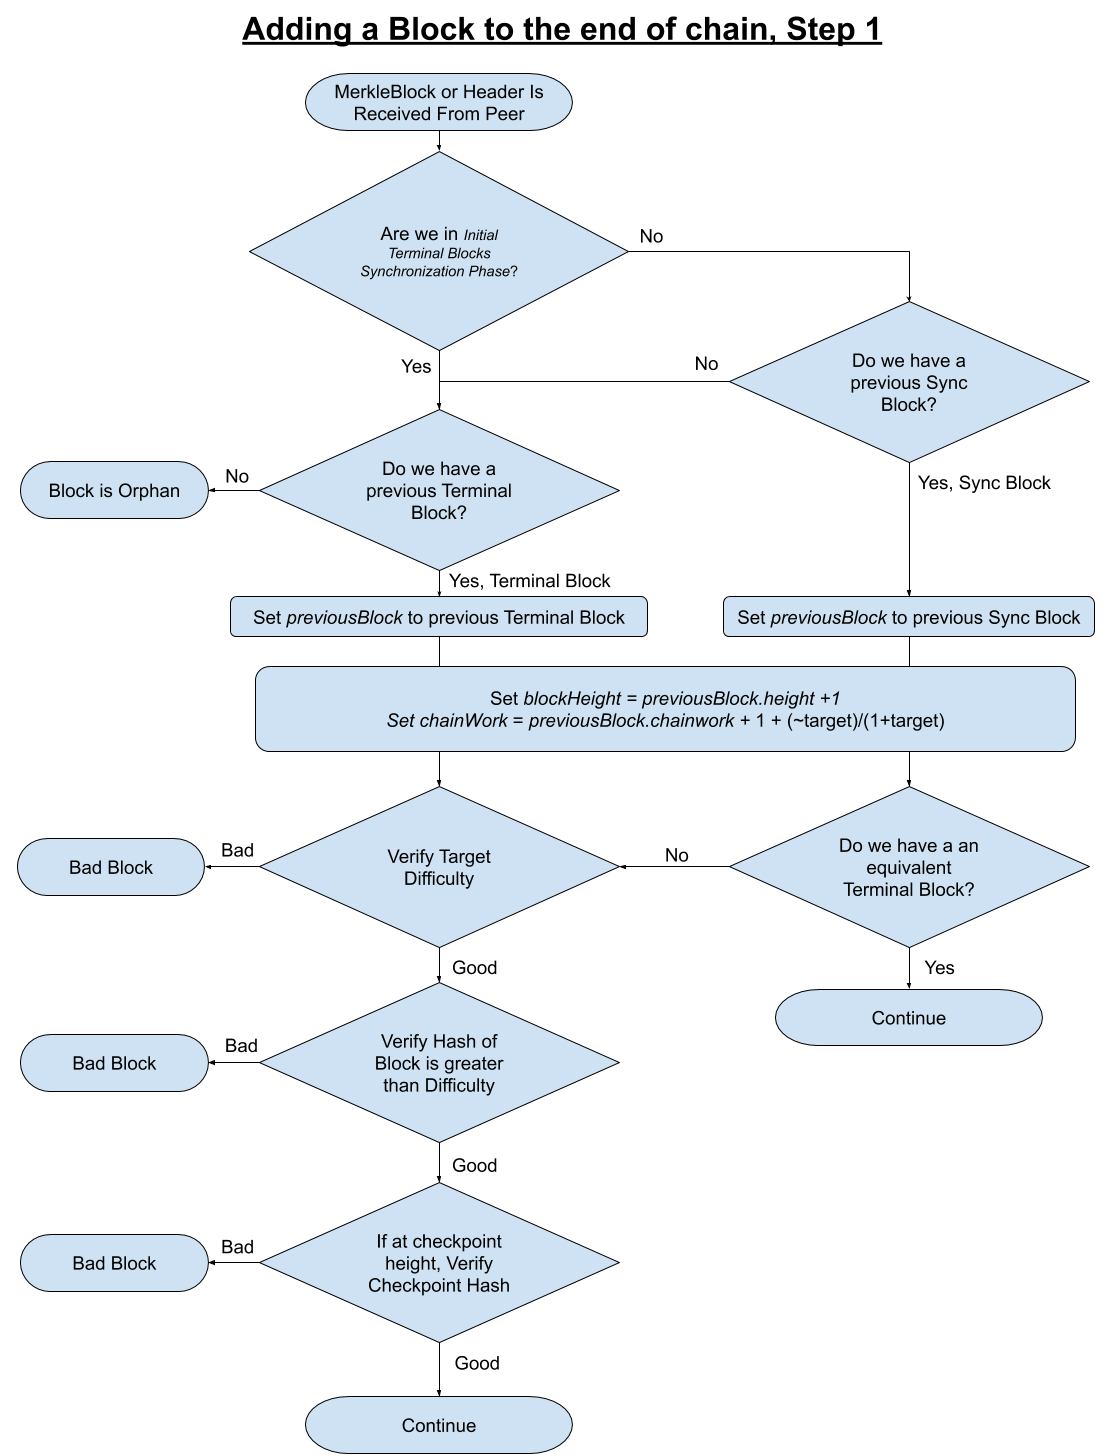 Adding a Block to the end of chain, Step 1
MerkleBlock or Header Is
Received From Peer
Are we in Initial
Terminal Blocks
Synchronization Phase?
No
Do we have a
previous Sync
Block?
No
Yes
Do we have a
previous Terminal
Block?
No
Block is Orphan
Yes, Sync Block
Yes, Terminal Block
Set previousBlock to previous Terminal Block
Set previousBlock to previous Sync Block
Set blockHeight = previousBlock.height +1
Set chainWork = previousBlock.chainwork + 1 + (~target)/(1+target)
Verify Target
Difficulty
Bad
Bad Block
No
Do we have a an
equivalent
Terminal Block?
Good
Yes
Continue
Verify Hash of
Block is greater
than Difficulty
Bad
Bad Block
Good
If at checkpoint
height, Verify
Checkpoint Hash
Bad
Bad Block
Good
Continue